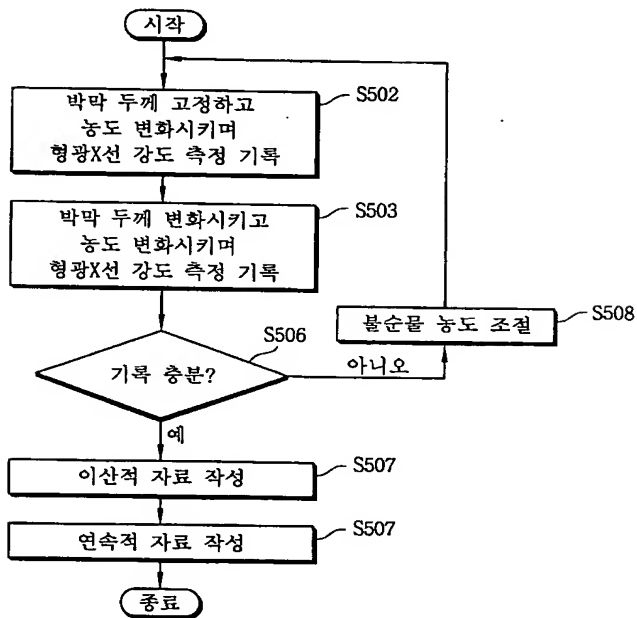 시작
박막 두께 고정하고
농도 변화시키며
형광X선 강도 측정 기록
S502
박막 두께 변화시키고
농도 변화시키며
형광X선 강도 측정 기록
S503
기록 충분?
S506
아니오
불순물 농도 조절
S508
예
이산적 자료 작성
S507
연속적 자료 작성
S507
종료